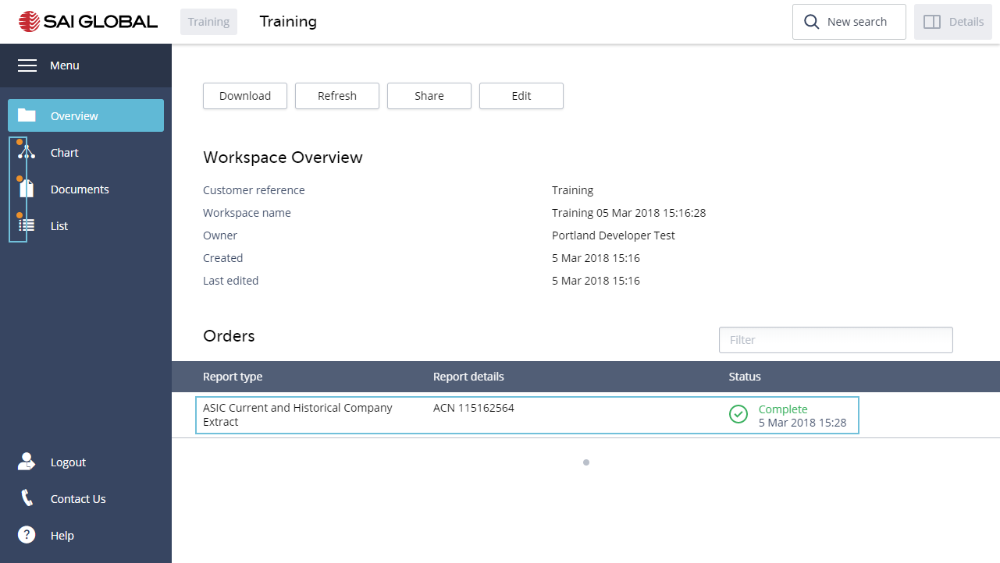 SAI GLOBAL
Training
Training
New search
Details
Menu
Overview
Chart
Documents
List
Logout
Contact Us
? Help
Download Refresh Share Edit
Workspace Overview
Customer reference Training
Workspace name Training 05 Mar 2018 15:16:28
Owner Portland Developer Test
Created 5 Mar 2018 15:16
Last edited 5 Mar 2018 15:16
Orders
Filter
Report type Report details Status
ASIC Current and Historical Company ACN 115162564 Complete
Extract 5 Mar 2018 15:28